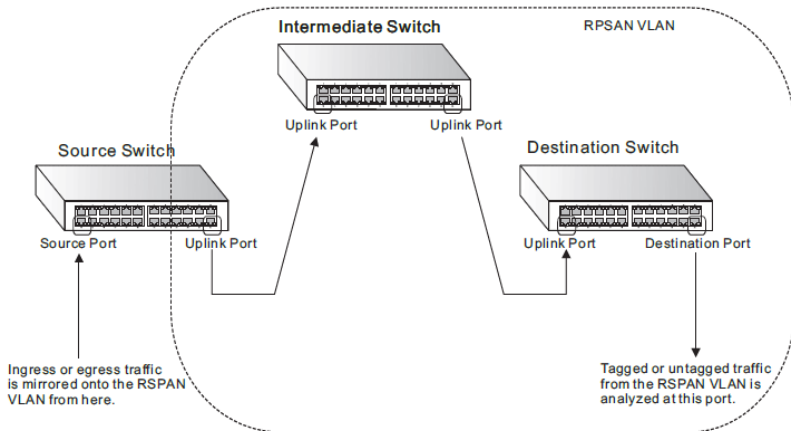 Intermediate Switch
RPSAN VLAN
Uplink Port
Uplink Port
Source Switch
Destination Switch
Source Port
Uplink Port
Uplink Port
Destination Port
Ingress or egress traffic
is mirrored onto the RSPAN
VLAN from here.
Tagged or untagged traffic
from the RSPAN VLAN is
analyzed at this port.